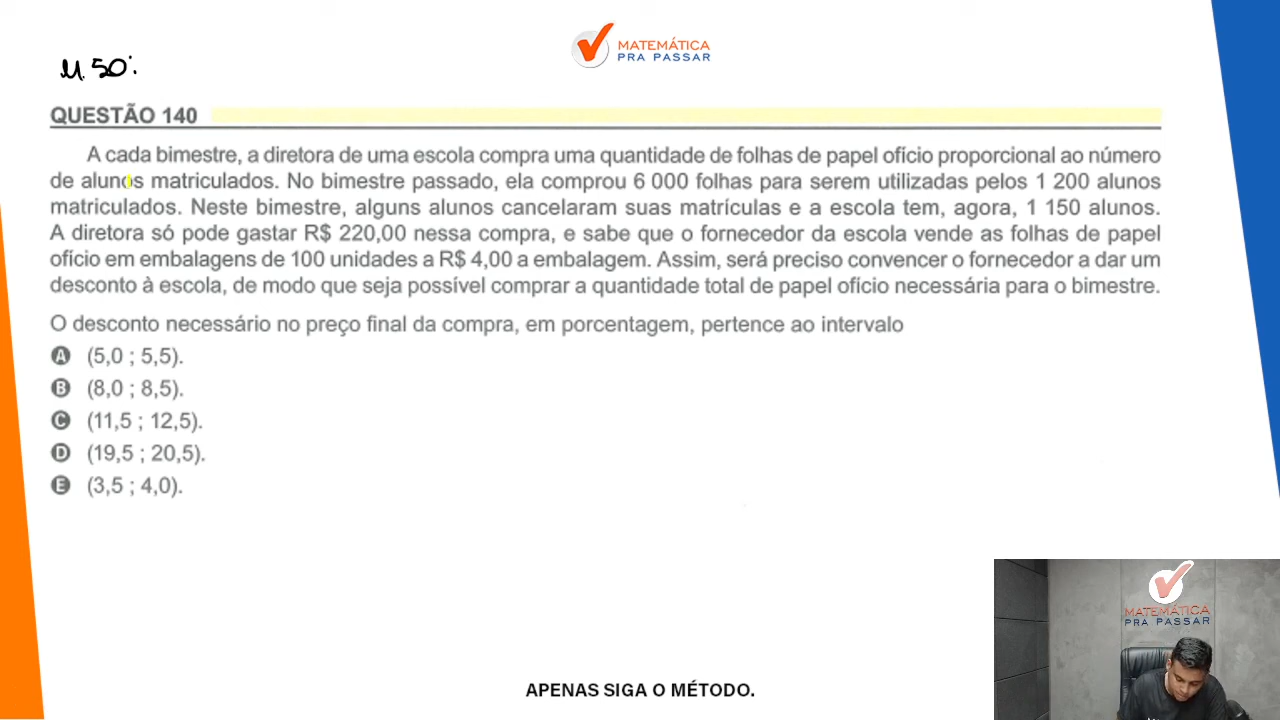 M. 50:
MATEMÁTICA
PRA PASSAR
QUESTÃO 140
A cada bimestre, a diretora de uma escola compra uma quantidade de folhas de papel ofício proporcional ao número
de alunos matriculados. No bimestre passado, ela comprou 6 000 folhas para serem utilizadas pelos 1 200 alunos
matriculados. Neste bimestre, alguns alunos cancelaram suas matrículas e a escola tem, agora, 1 150 alunos.
A diretora só pode gastar R$ 220,00 nessa compra, e sabe que o fornecedor da escola vende as folhas de papel
ofício em embalagens de 100 unidades a R$ 4,00 a embalagem. Assim, será preciso convencer o fornecedor a dar um
desconto à escola, de modo que seja possível comprar a quantidade total de papel ofício necessária para o bimestre.
O desconto necessário no preço final da compra, em porcentagem, pertence ao intervalo
A (5,0 ; 5,5).
B (8,0 ; 8,5).
C (11,5 ; 12,5).
D (19,5 ; 20,5).
E (3,5 ; 4,0).
MATEMÁTICA
PRA PASSAR
APENAS SIGA O MÉTODO.